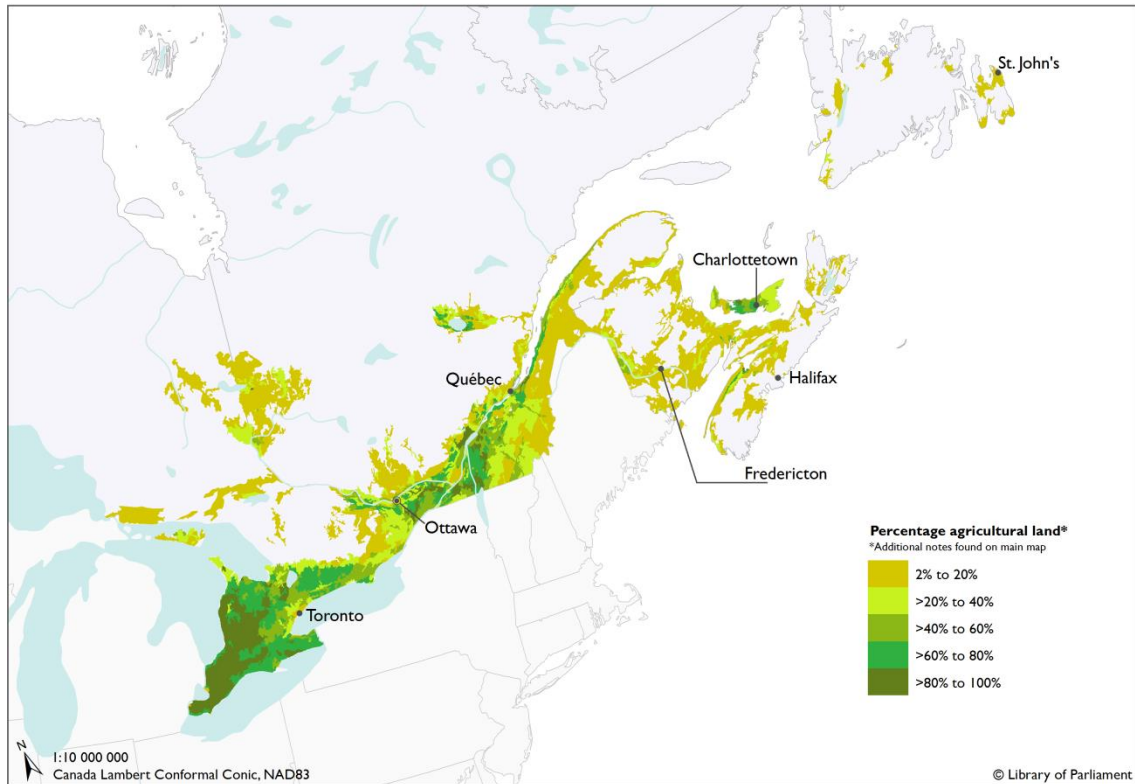 St. John's
Charlottetown
Québec
Halifax
Fredericton
Ottawa
Toronto
Percentage agricultural land*
*Additional notes found on main map
2% to 20%
>20% to 40%
>40% to 60%
>60% to 80%
>80% to 100%
N
1:10 000 000
Canada Lambert Conformal Conic, NAD83
© Library of Parliament